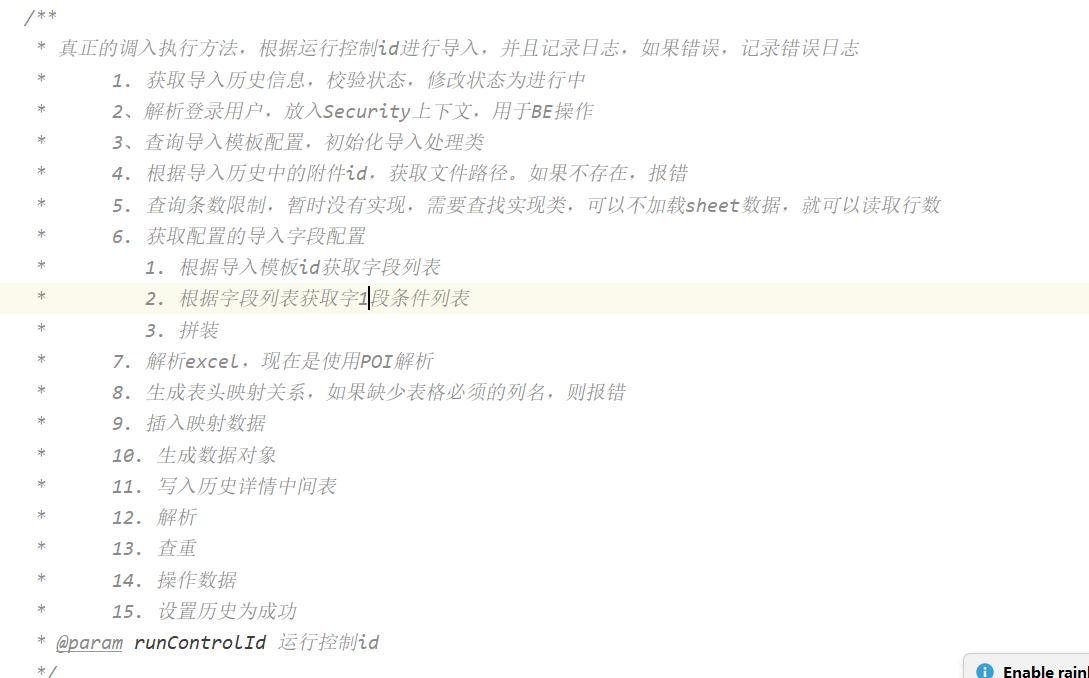 /**
* 真正的调入执行方法，根据运行控制id进行导入，并且记录日志，如果错误，记录错误日志
* 1. 获取导入历史信息，校验状态，修改状态为进行中
* 2、解析登录用户，放入Security上下文，用于BE操作
* 3、查询导入模板配置，初始化导入处理类
* 4. 根据导入历史中的附件id，获取文件路径。如果不存在，报错
* 5. 查询条数限制，暂时没有实现，需要查找实现类，可以不加载sheet数据，就可以读取行数
* 6. 获取配置的导入字段配置
* 1. 根据导入模板id获取字段列表
* 2. 根据字段列表获取字1段条件列表
* 3. 拼装
* 7. 解析excel，现在是使用POI解析
* 8. 生成表头映射关系，如果缺少表格必须的列名，则报错
* 9. 插入映射数据
* 10. 生成数据对象
* 11. 写入历史详情中间表
* 12. 解析
* 13. 查重
* 14. 操作数据
* 15. 设置历史为成功
* @param runControlId 运行控制id
*/
Enable